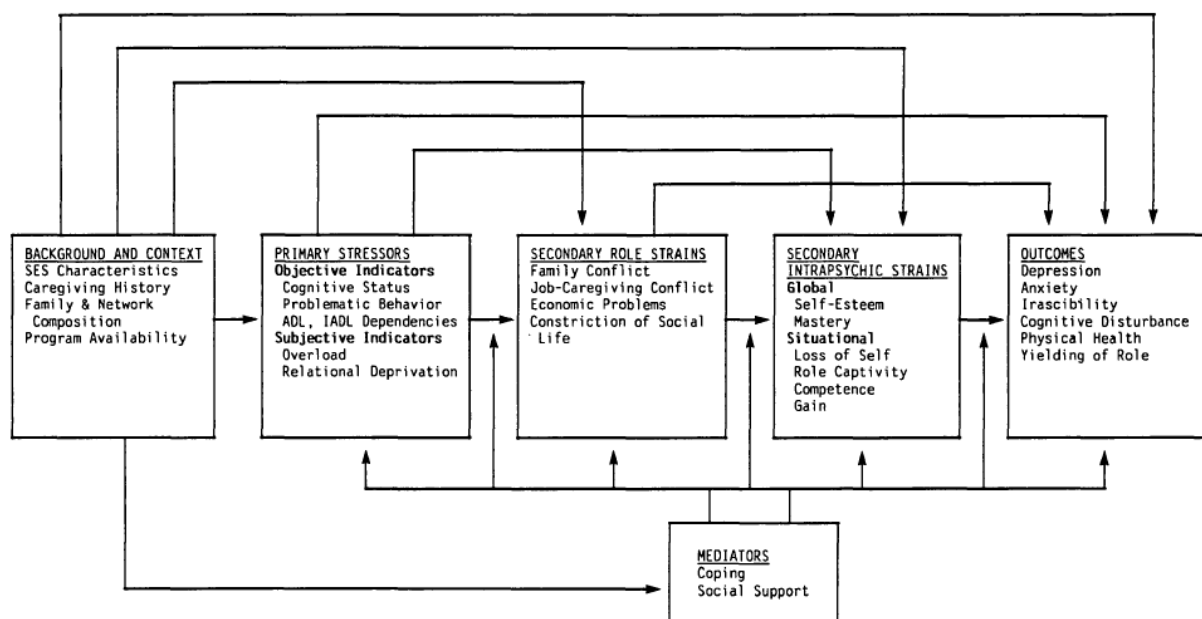 BACKGROUND AND CONTEXT
SES Characteristics
Caregiving History
Family & Network
Composition
Program Availability
PRIMARY STRESSORS
Objective Indicators
Cognitive Status
Problematic Behavior
ADL, IADL Dependencies
Subjective Indicators
Overload
Relational Deprivation
SECONDARY ROLE STRAINS
Family Conflict
Job-Caregiving Conflict
Economic Problems
Constriction of Social
Life
SECONDARY
INTRAPSYCHIC STRAINS
Global
Self-Esteem
Mastery
Situational
Loss of Self
Role Captivity
Competence
Gain
OUTCOMES
Depression
Anxiety
Irascibility
Cognitive Disturbance
Physical Health
Yielding of Role
MEDIATORS
Coping
Social Support